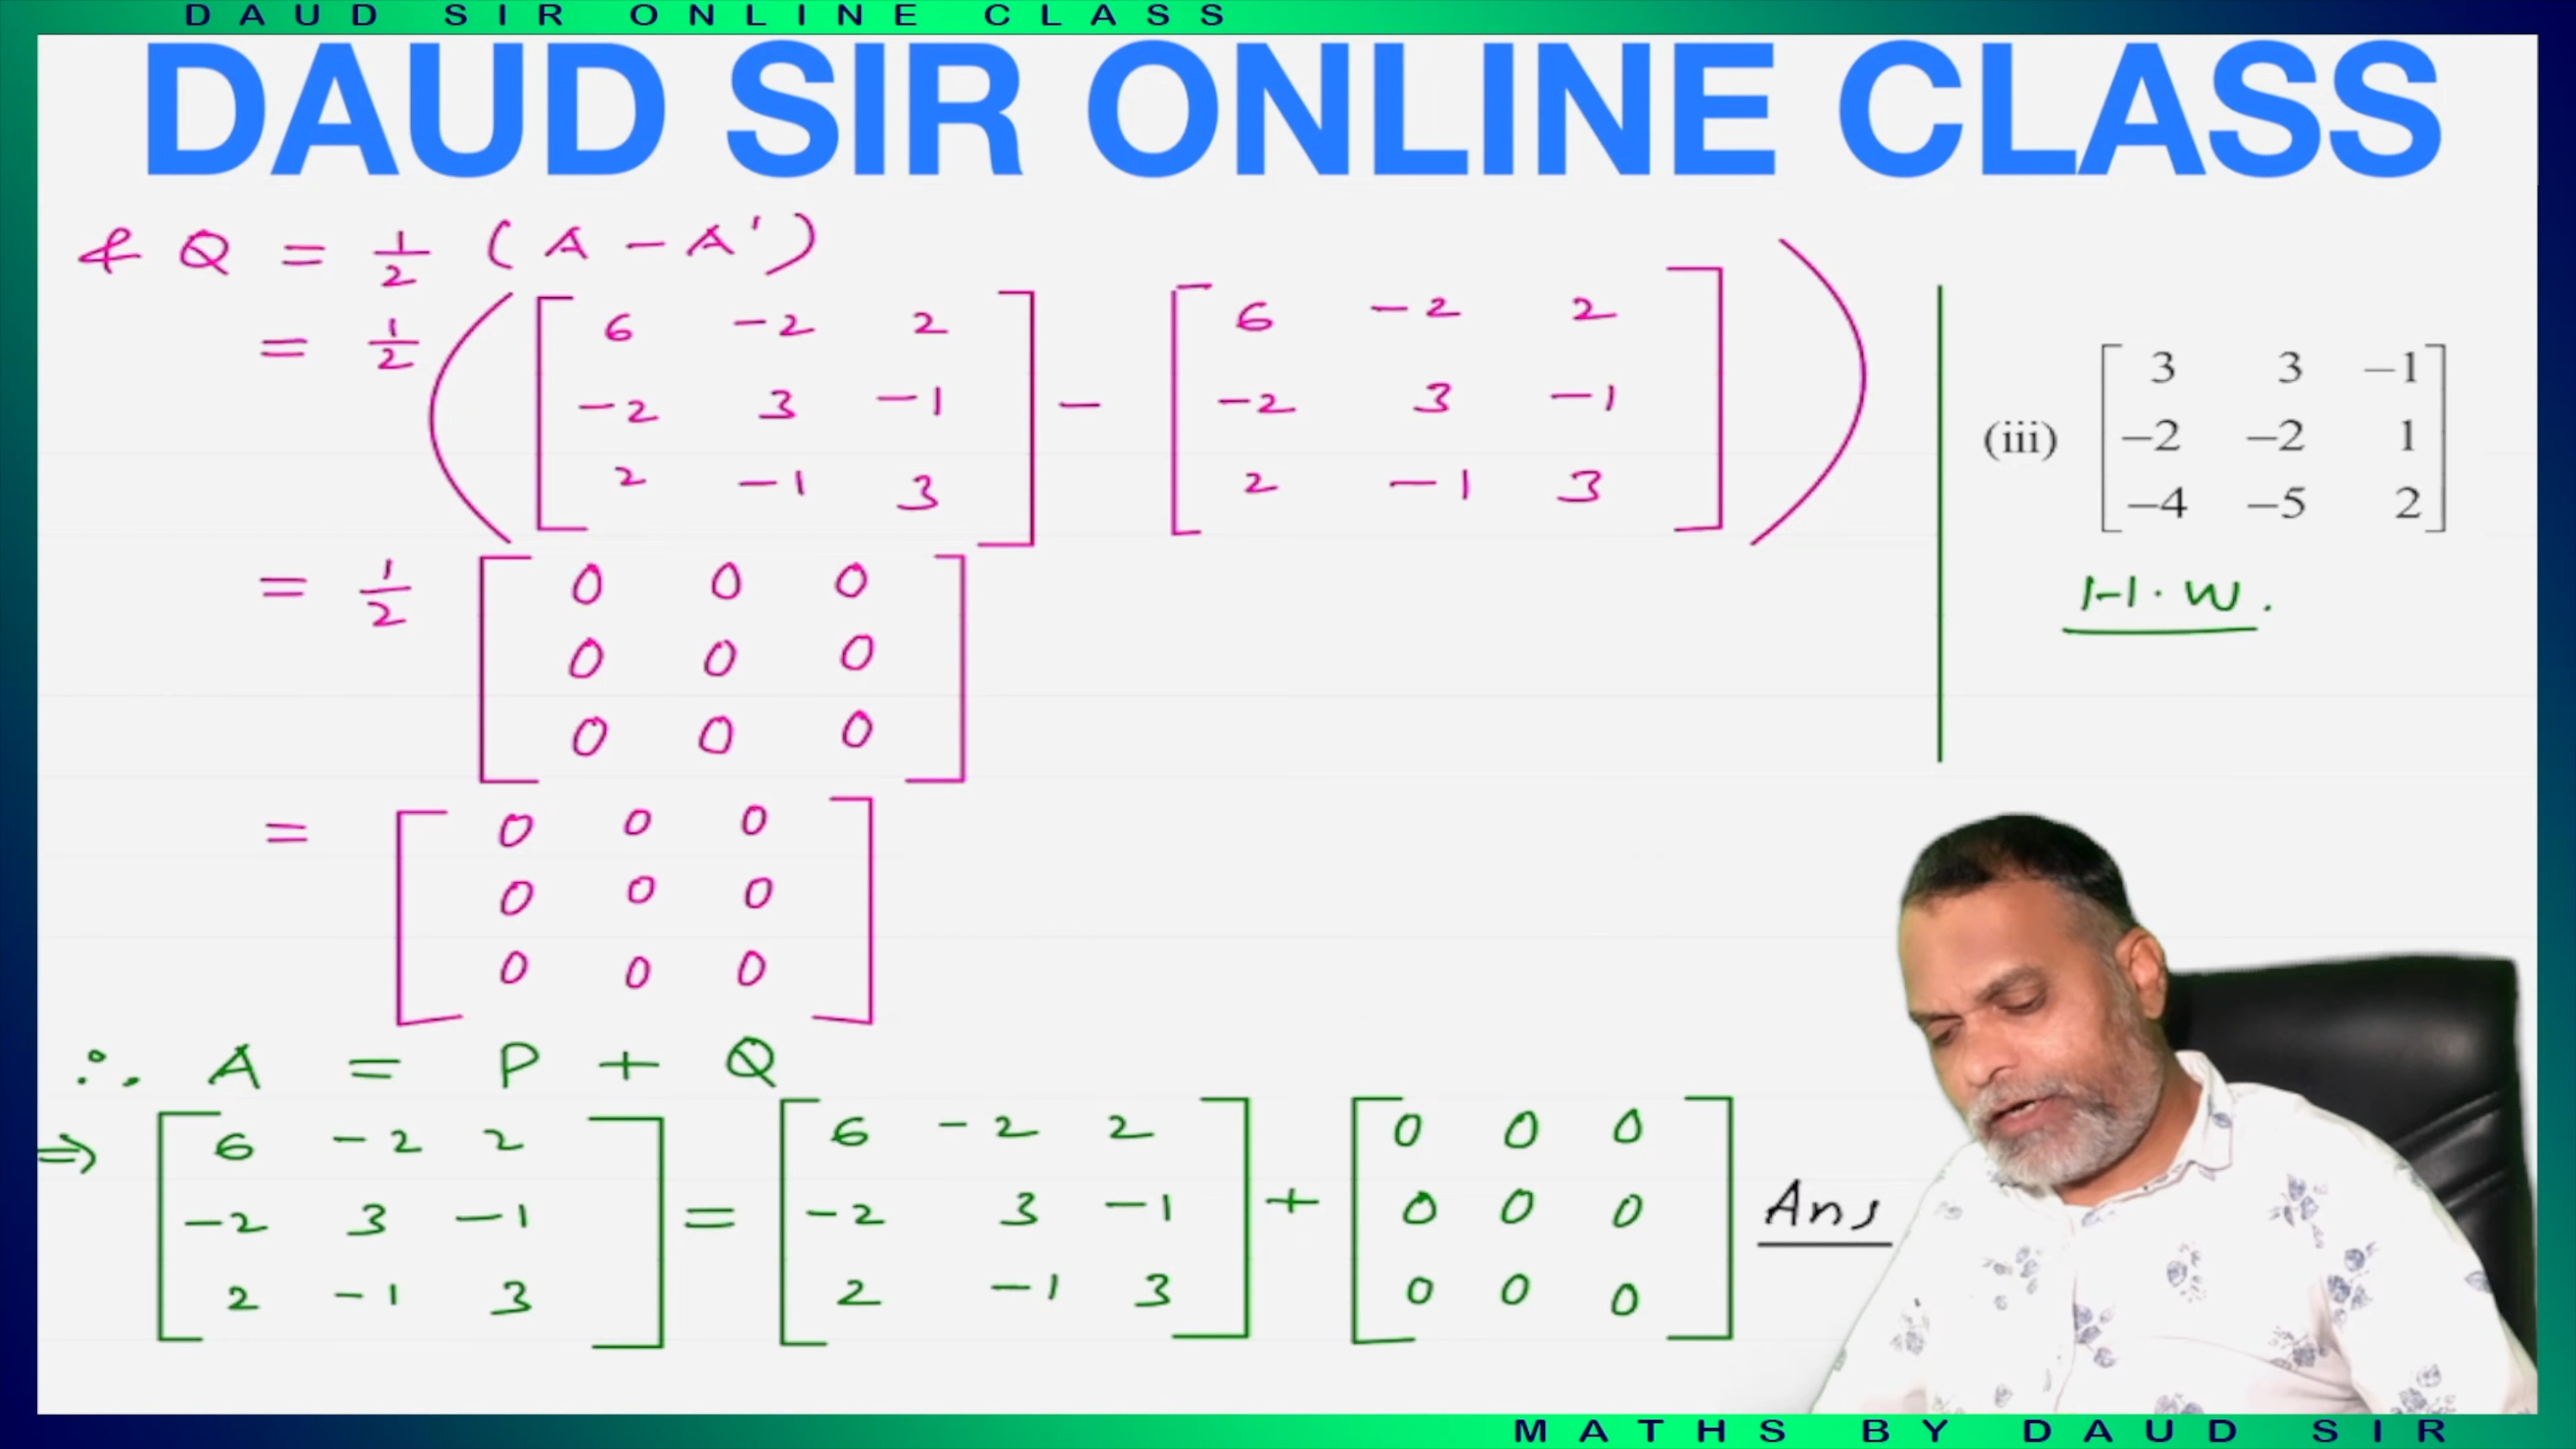 DAUD SIR ONLINE CLASS
DAUD SIR ONLINE CLASS
& Q = 1/2 (A - A')
= 1/2 ( [ 6 -2 2
-2 3 -1
2 -1 3 ] - [ 6 -2 2
-2 3 -1
2 -1 3 ] )
= 1/2 [ 0 0 0
0 0 0
0 0 0 ]
= [ 0 0 0
0 0 0
0 0 0 ]
∴ A = P + Q
⇒ [ 6 -2 2
-2 3 -1
2 -1 3 ] = [ 6 -2 2
-2 3 -1
2 -1 3 ] + [ 0 0 0
0 0 0
0 0 0 ] Ans
(iii) [ 3 3 −1
−2 −2 1
−4 −5 2 ]
H.W.
MATHS BY DAUD SIR